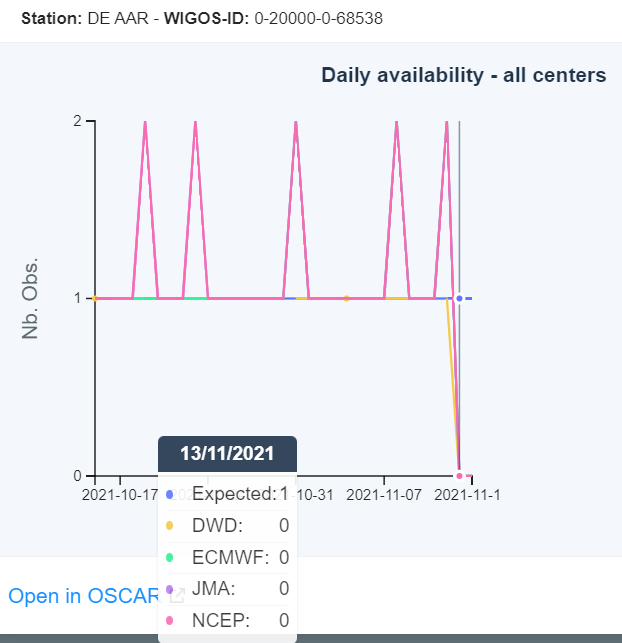 Station: DE AAR - WIGOS-ID: 0-20000-0-68538
Daily availability - all centers
2
Nb. Obs.
1
0
2021-10-17
-10-31
2021-11-07
2021-11-1
13/11/2021
Expected: 1
DWD: 0
ECMWF: 0
JMA: 0
NCEP: 0
Open in OSCAR